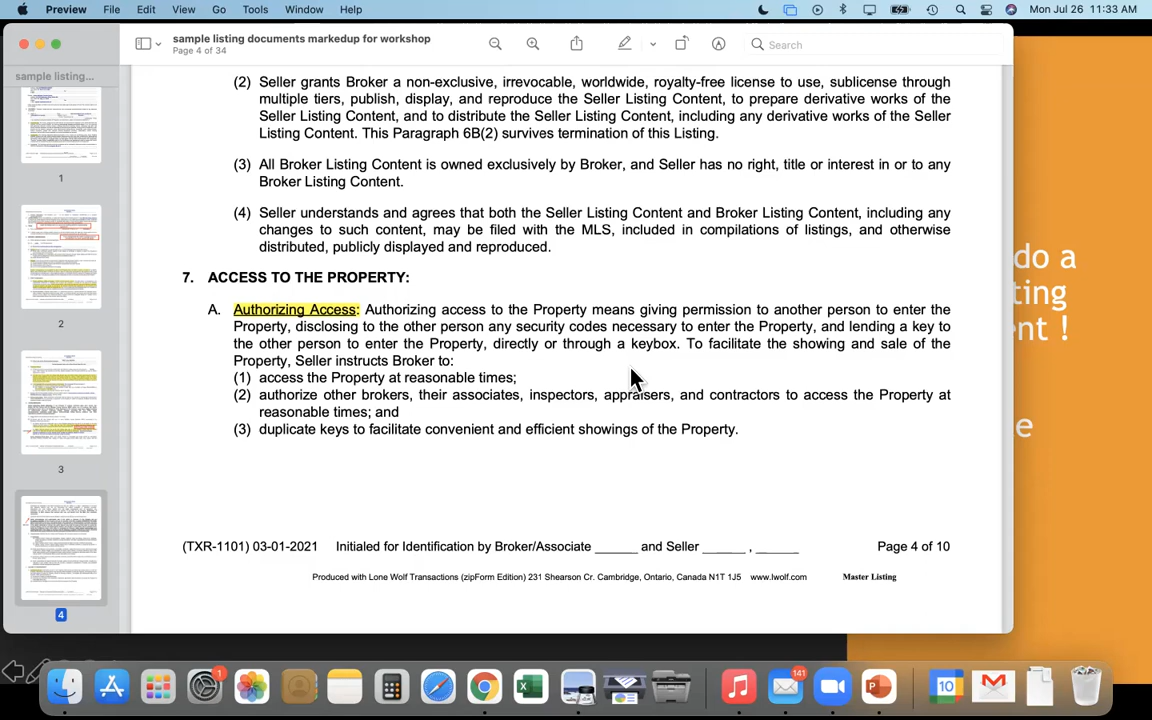 Preview File Edit View Go Tools Window Help Mon Jul 26 11:33 AM
sample listing documents markedup for workshop
Page 4 of 34
Search
sample listing...
1
2
3
4
(2) Seller grants Broker a non-exclusive, irrevocable, worldwide, royalty-free license to use, sublicense through
multiple tiers, publish, display, and reproduce the Seller Listing Content, to prepare derivative works of the
Seller Listing Content, and to distribute the Seller Listing Content, including any derivative works of the Seller
Listing Content. This Paragraph 6B(2) survives termination of this Listing.
(3) All Broker Listing Content is owned exclusively by Broker, and Seller has no right, title or interest in or to any
Broker Listing Content.
(4) Seller understands and agrees that both the Seller Listing Content and Broker Listing Content, including any
changes to such content, may be filed with the MLS, included in compilations of listings, and otherwise
distributed, publicly displayed and reproduced.
7. ACCESS TO THE PROPERTY:
A. Authorizing Access: Authorizing access to the Property means giving permission to another person to enter the
Property, disclosing to the other person any security codes necessary to enter the Property, and lending a key to
the other person to enter the Property, directly or through a keybox. To facilitate the showing and sale of the
Property, Seller instructs Broker to:
(1) access the Property at reasonable times;
(2) authorize other brokers, their associates, inspectors, appraisers, and contractors to access the Property at
reasonable times; and
(3) duplicate keys to facilitate convenient and efficient showings of the Property.
(TXR-1101) 03-01-2021 Initialed for Identification by Broker/Associate ______ and Seller ______ , ______ Page 4 of 10
Produced with Lone Wolf Transactions (zipForm Edition) 231 Shearson Cr. Cambridge, Ontario, Canada N1T 1J5 www.lwolf.com Master Listing
do a
ting
nt !
e
1
141
10